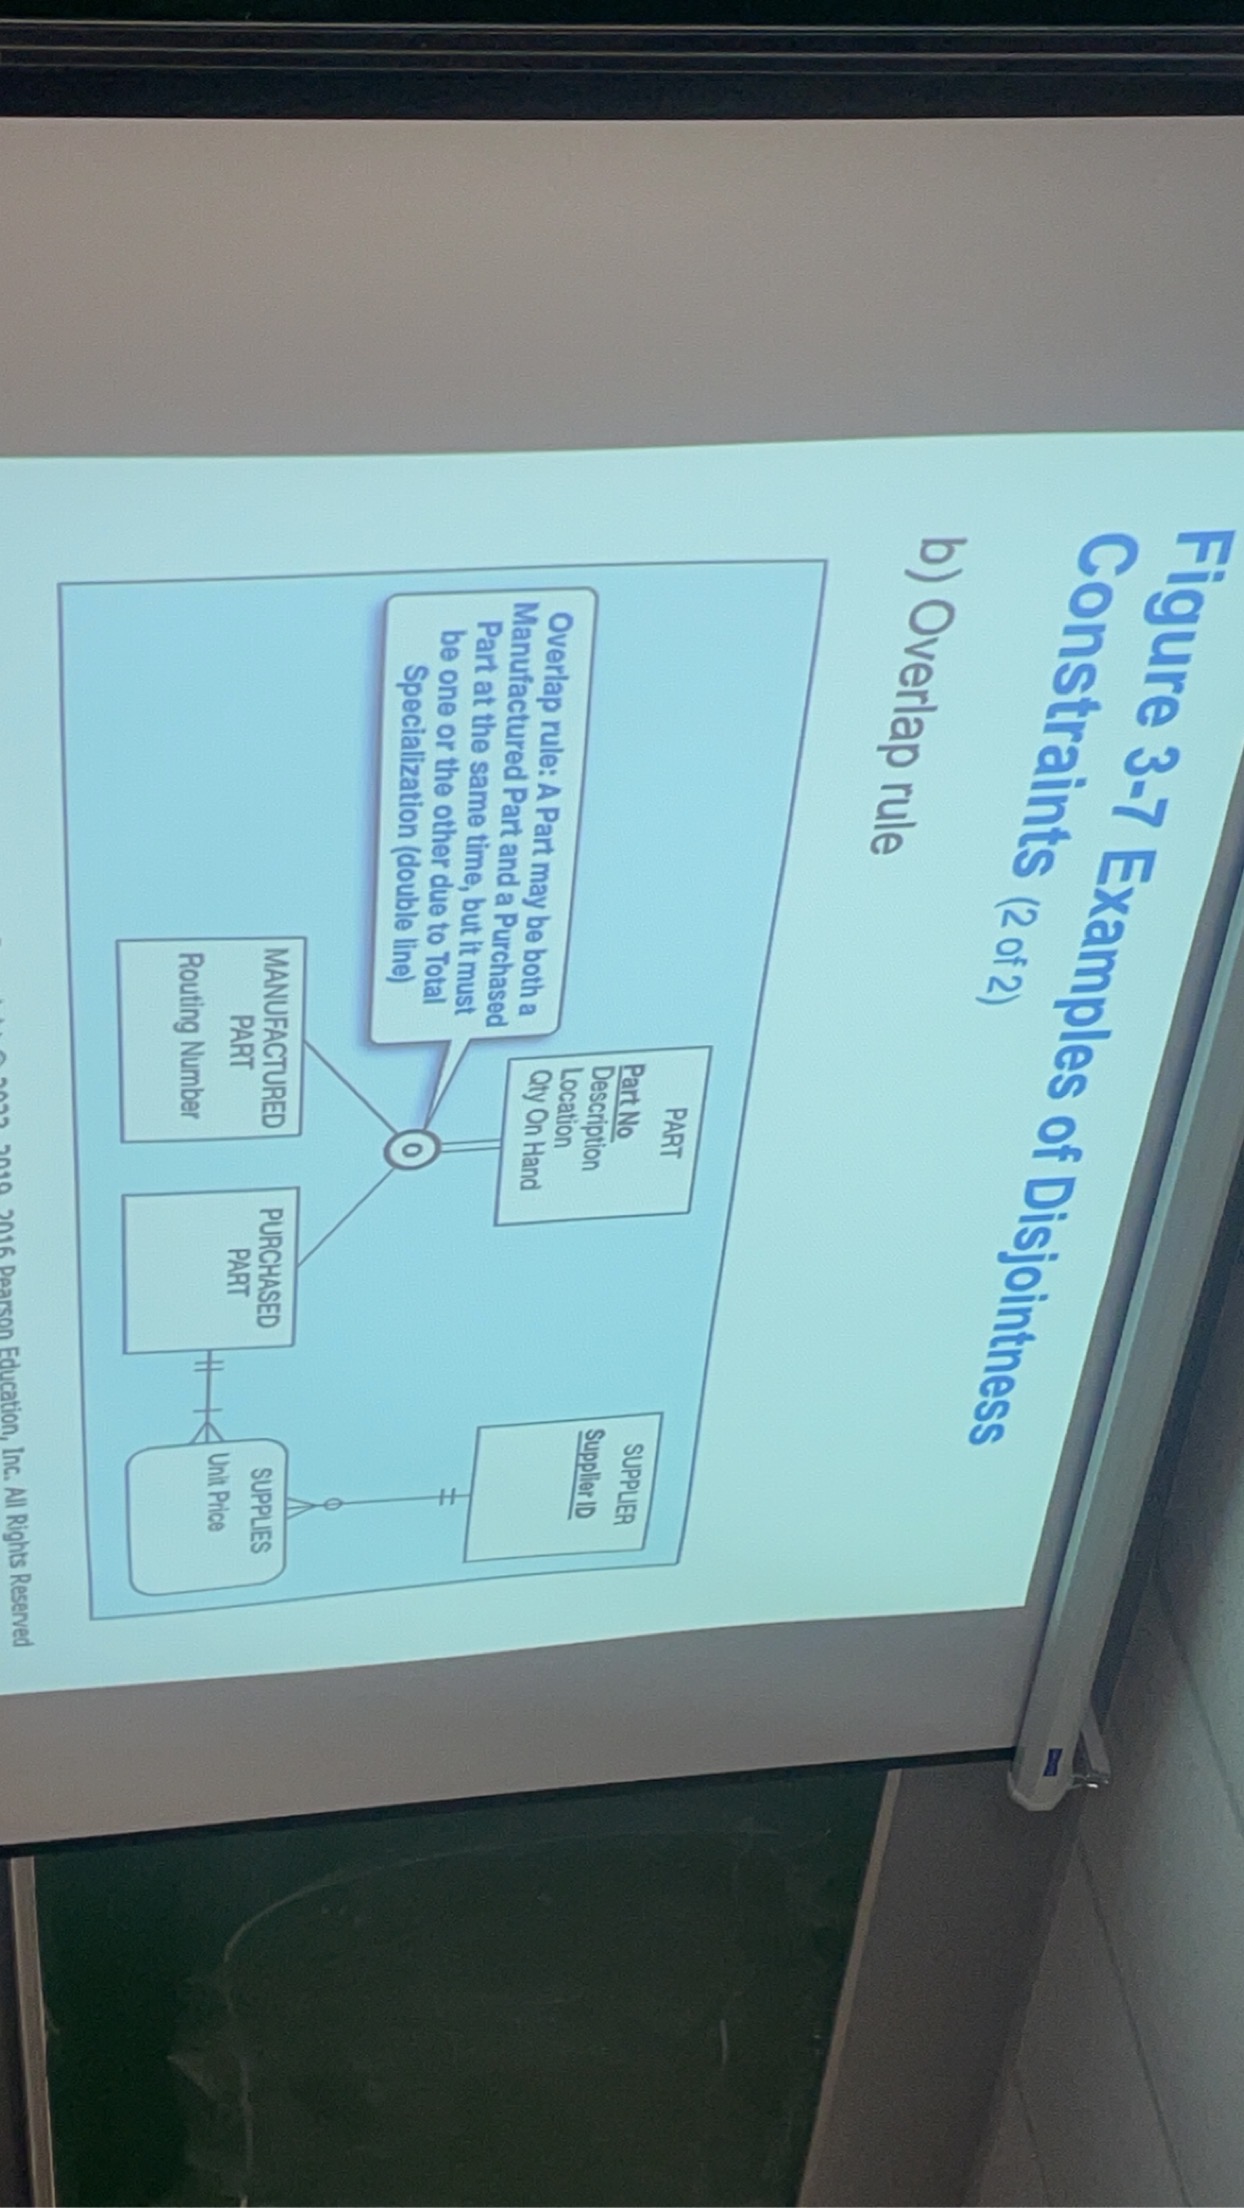 Figure 3-7 Examples of Disjointness
Constraints (2 of 2)
b) Overlap rule
PART
Part No
Description
Location
Qty On Hand
SUPPLIER
Supplier ID
Overlap rule: A Part may be both a
Manufactured Part and a Purchased
Part at the same time, but it must
be one or the other due to Total
Specialization (double line)
O
MANUFACTURED
PART
Routing Number
PURCHASED
PART
SUPPLIES
Unit Price
2022, 2019, 2016 Pearson Education, Inc. All Rights Reserved